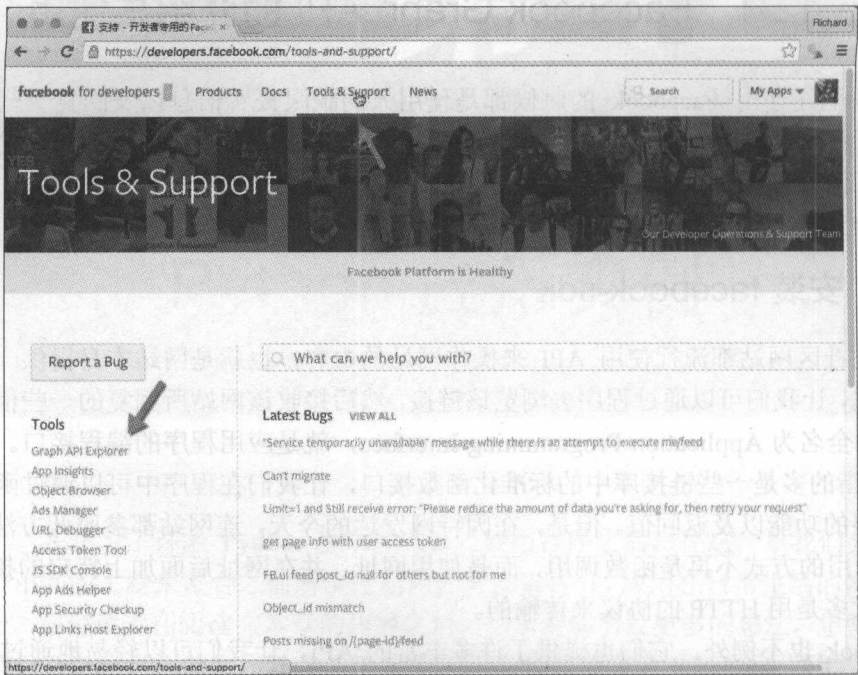 支持 - 开发者专用的Face
Richard
https://developers.facebook.com/tools-and-support/
facebook for developers Products Docs Tools & Support News Search My Apps
Tools & Support
Our Developer Operations & Support Team
Facebook Platform is Healthy
Report a Bug
What can we help you with?
Tools
Graph API Explorer
App Insights
Object Browser
Ads Manager
URL Debugger
Access Token Tool
JS SDK Console
App Ads Helper
App Security Checkup
App Links Host Explorer
Latest Bugs VIEW ALL
"Service temporarily unavailable" message while there is an attempt to execute me/feed
Can't migrate
Limit=1 and Still receive error: "Please reduce the amount of data you're asking for, then retry your request"
get page info with user access token
FB.ui feed post_id null for others but not for me
Object_id mismatch
Posts missing on /{page-id}/feed
https://developers.facebook.com/tools-and-support/